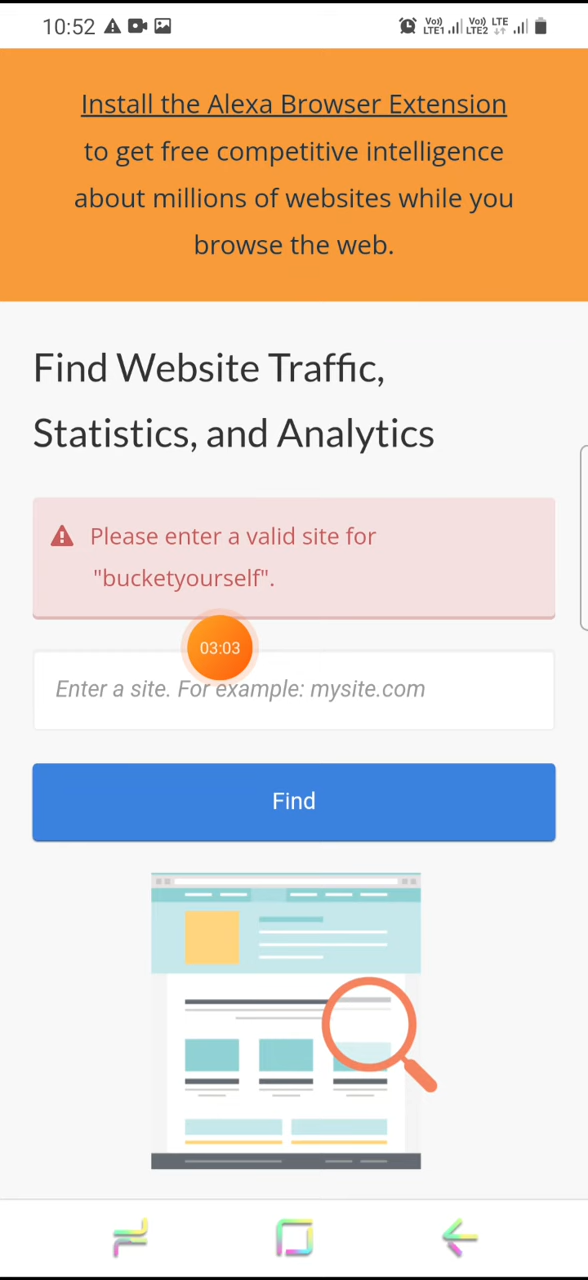 10:52
Vo) LTE1 Vo) LTE LTE2
Install the Alexa Browser Extension
to get free competitive intelligence
about millions of websites while you
browse the web.
Find Website Traffic,
Statistics, and Analytics
Please enter a valid site for
"bucketyourself".
03:03
Enter a site. For example: mysite.com
Find